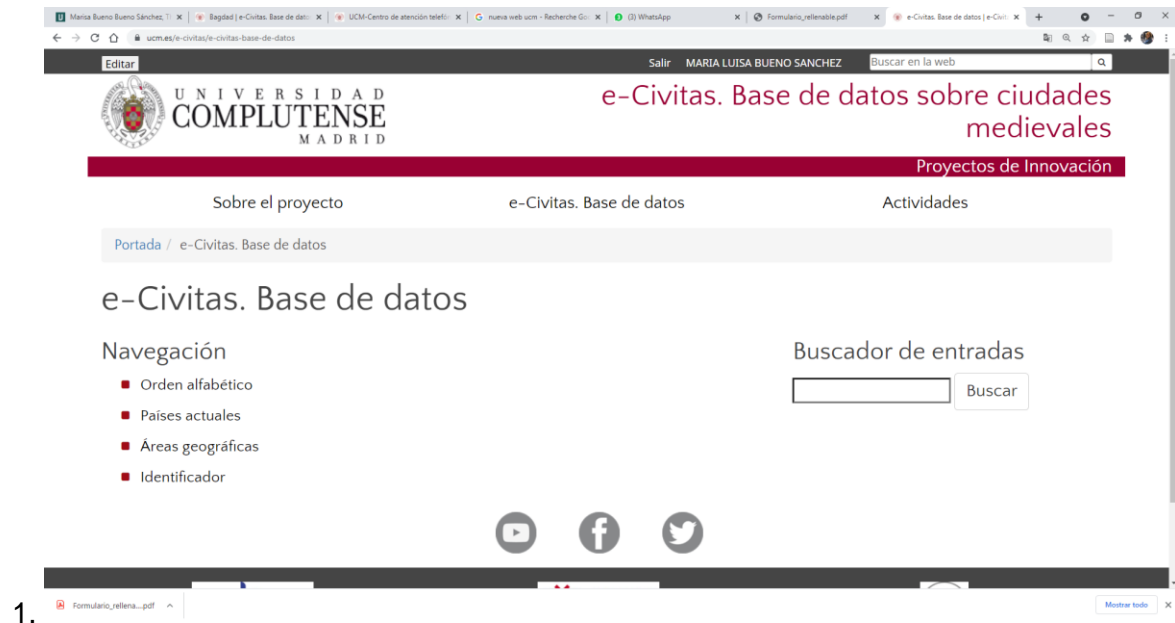 Marisa Bueno Bueno Sánchez, Tl
Bagdad | e-Civitas. Base de dato
UCM-Centro de atención telefón
nueva web ucm - Recherche Goo
(3) WhatsApp
Formulario_rellenable.pdf
e-Civitas. Base de datos | e-Civit
ucm.es/e-civitas/e-civitas-base-de-datos
Editar
Salir MARIA LUISA BUENO SANCHEZ Buscar en la web
UNIVERSIDAD
COMPLUTENSE
MADRID
e-Civitas. Base de datos sobre ciudades
medievales
Proyectos de Innovación
Sobre el proyecto e-Civitas. Base de datos Actividades
Portada / e-Civitas. Base de datos
e-Civitas. Base de datos
Navegación
Orden alfabético
Países actuales
Áreas geográficas
Identificador
Buscador de entradas
Buscar
1.
Formulario_rellena....pdf
Mostrar todo